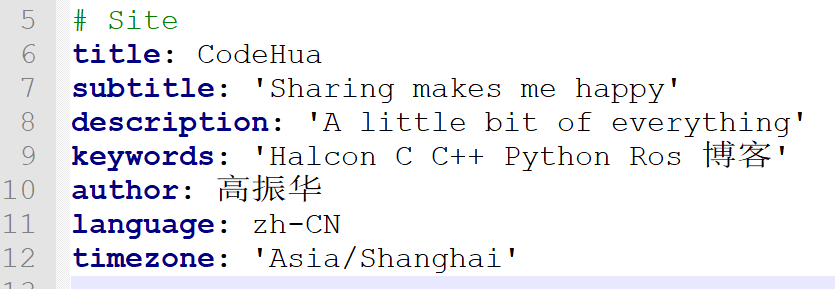 5 # Site
6 title: CodeHua
7 subtitle: 'Sharing makes me happy'
8 description: 'A little bit of everything'
9 keywords: 'Halcon C C++ Python Ros 博客'
10 author: 高振华
11 language: zh-CN
12 timezone: 'Asia/Shanghai'